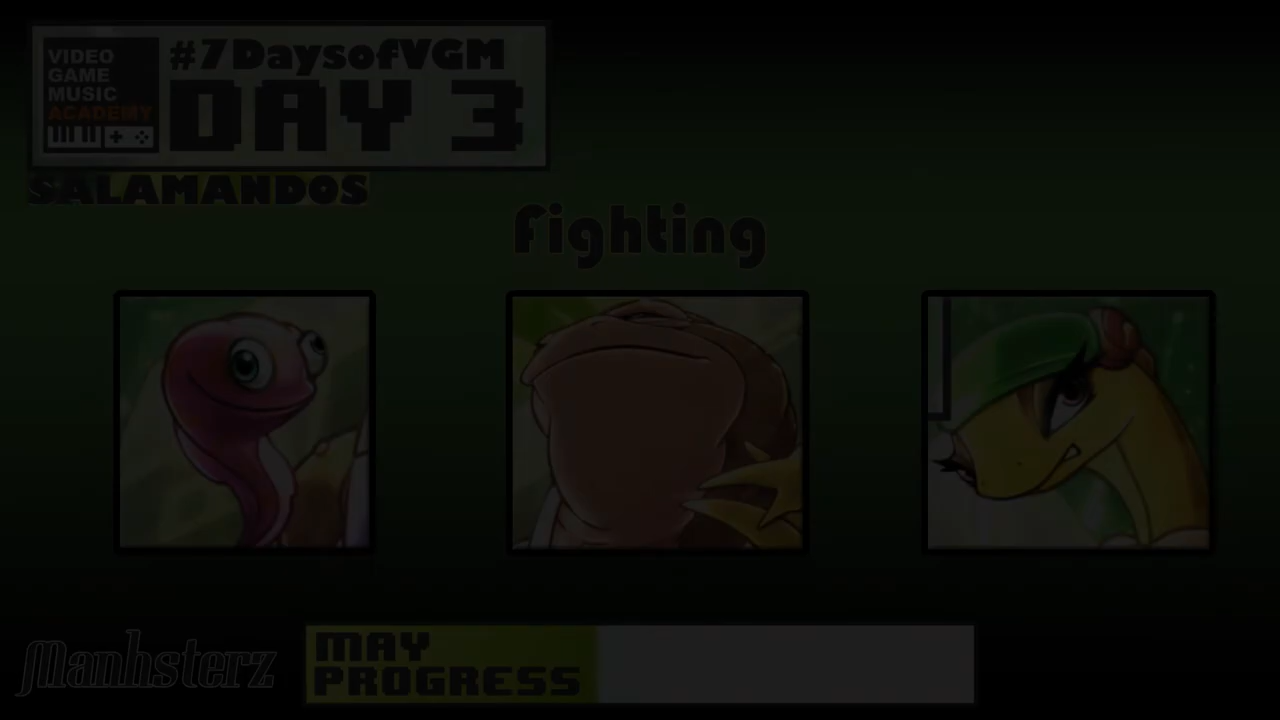 VIDEO
GAME
MUSIC
ACADEMY
#7DaysofVGM
DAY 3
SALAMANDOS
Fighting
Manhsterz
MAY
PROGRESS